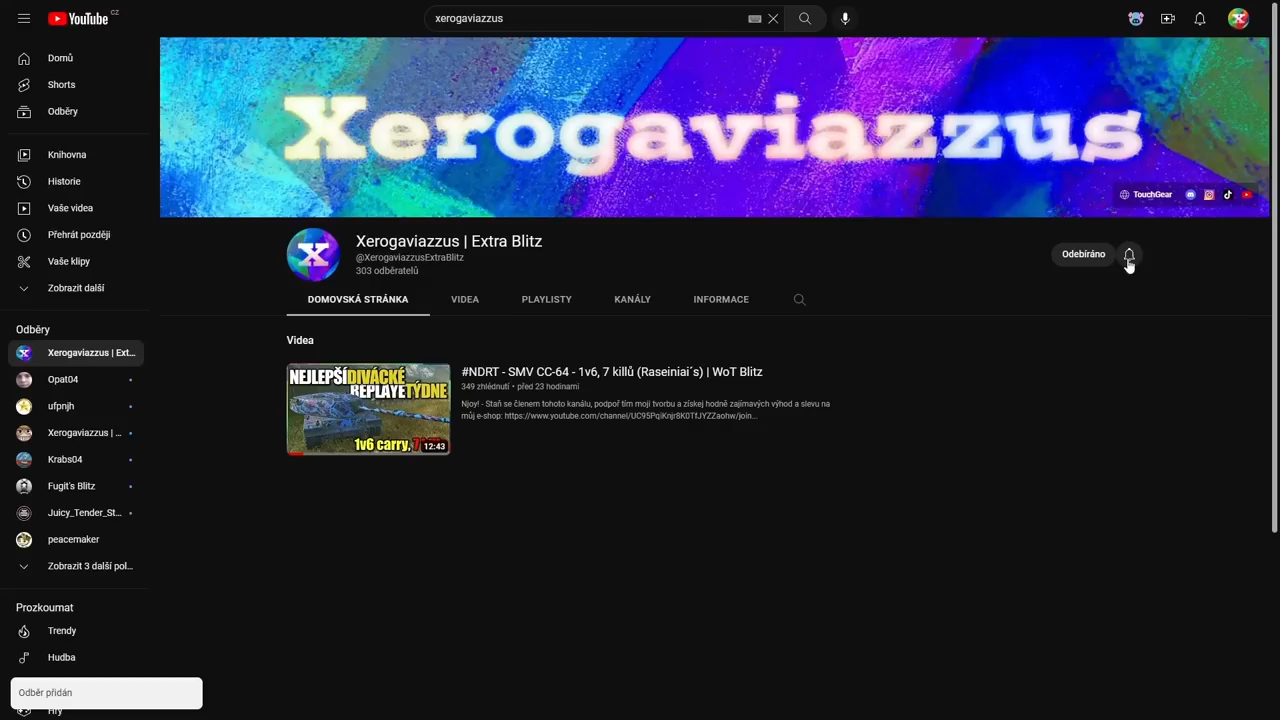 YouTube CZ
xerogaviazzus
Domů
Shorts
Odběry
Knihovna
Historie
Vaše videa
Přehrát později
Vaše klipy
Zobrazit další
Odběry
Xerogaviazzus | Ext...
Opat04
ufpnjh
Xerogaviazzus | ...
Krabs04
Fugit's Blitz
Juicy_Tender_St...
peacemaker
Zobrazit 3 další pol...
Prozkoumat
Trendy
Hudba
Hry
Odběr přidán
Xerogaviazzus
TouchGear
X
Xerogaviazzus | Extra Blitz
@XerogaviazzusExtraBlitz
303 odběratelů
Odebíráno
DOMOVSKÁ STRÁNKA
VIDEA
PLAYLISTY
KANÁLY
INFORMACE
Videa
NEJLEPŠÍ DIVÁCKÉ
REPLAYE TÝDNE
1v6 carry, 7
12:43
#NDRT - SMV CC-64 - 1v6, 7 killů (Raseiniai´s) | WoT Blitz
349 zhlédnutí • před 23 hodinami
Njoy! - Staň se členem tohoto kanálu, podpoř tím moji tvorbu a získej hodně zajímavých výhod a slevu na
můj e-shop: https://www.youtube.com/channel/UC95PqiKnjr8K0TfJYZZaohw/join...